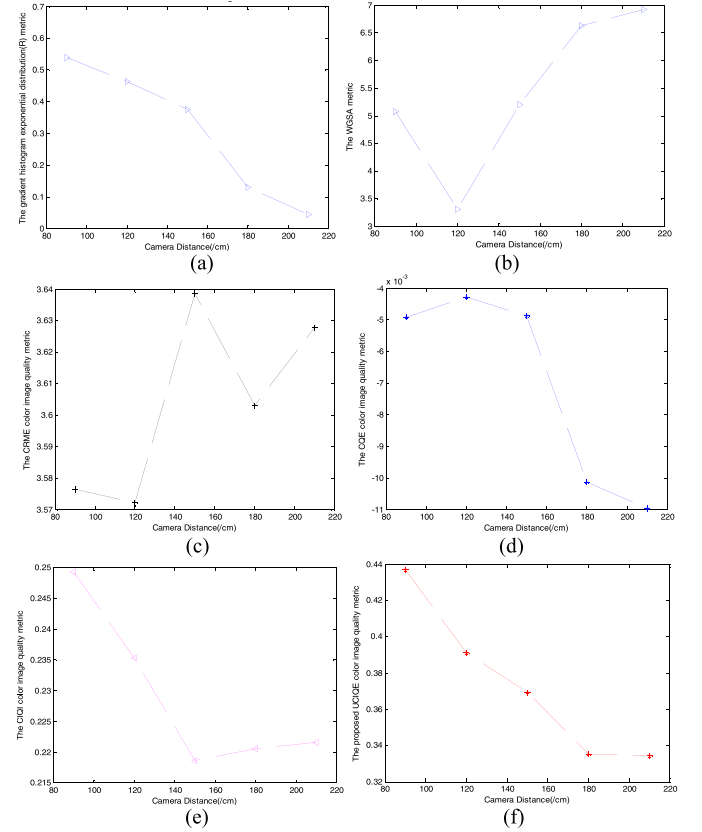 0.7
0.6
0.5
0.4
0.3
0.2
0.1
0
The gradient histogram exponential distribution(R) metric
80 100 120 140 160 180 200 220
Camera Distance(/cm)
(a)
7
6.5
6
5.5
5
4.5
4
3.5
3
The WGSA metric
80 100 120 140 160 180 200 220
Camera Distance(/cm)
(b)
3.64
3.63
3.62
3.61
3.6
3.59
3.58
3.57
The CRME color image quality metric
60 80 100 120 140 160 180 200 220
Camera Distance(/cm)
(c)
x 10⁻³
-4
-5
-6
-7
-8
-9
-10
-11
The CQE color image quality metric
80 100 120 140 160 180 200 220
Camera Distance(/cm)
(d)
0.25
0.245
0.24
0.235
0.23
0.225
0.22
0.215
The CIQI color image quality metric
80 100 120 140 160 180 200 220
Camera Distance(/cm)
(e)
0.44
0.42
0.4
0.38
0.36
0.34
0.32
The proposed UCIQE color image quality metric
80 100 120 140 160 180 200 220
Camera Distance(/cm)
(f)